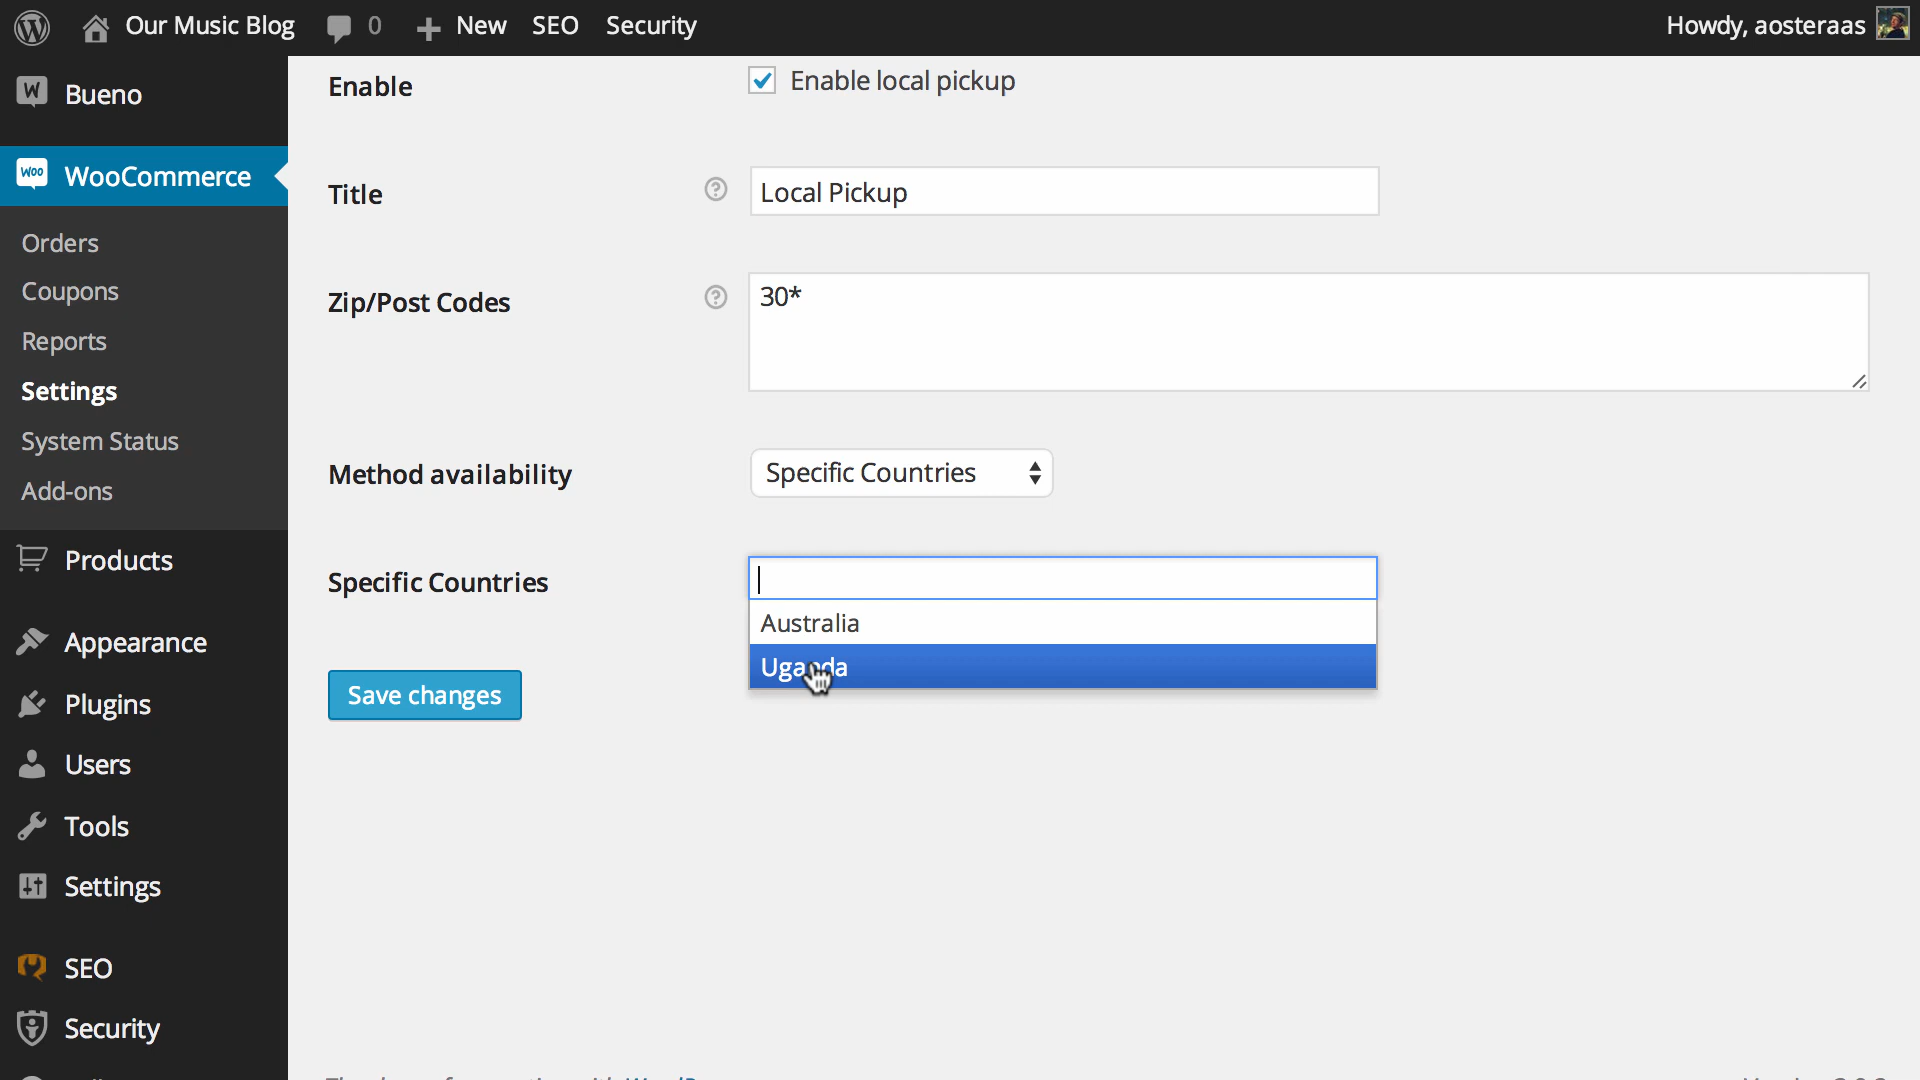 Our Music Blog 0 New SEO Security Howdy, aosteraas
Bueno
WooCommerce
Orders
Coupons
Reports
Settings
System Status
Add-ons
Products
Appearance
Plugins
Users
Tools
Settings
SEO
Security
Enable
Enable local pickup
Title
Local Pickup
Zip/Post Codes
30*
Method availability
Specific Countries
Specific Countries
Australia
Uganda
Save changes